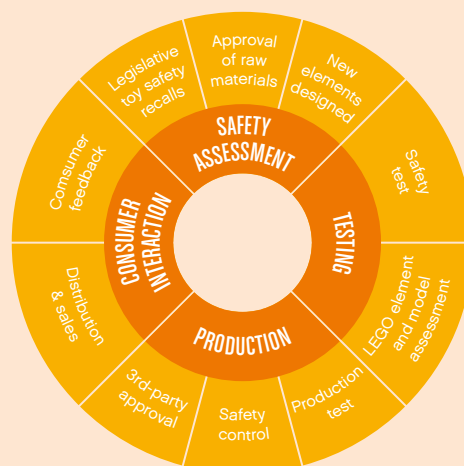 Approval
of raw
materials
New
elements
designed
Safety
test
LEGO element
and model
assessment
Production
test
Safety
control
3rd-party
approval
Distribution
& sales
Comsumer
feedback
Legislative
toy safety
recalls
SAFETY
ASSESSMENT
TESTING
PRODUCTION
CONSUMER
INTERACTION